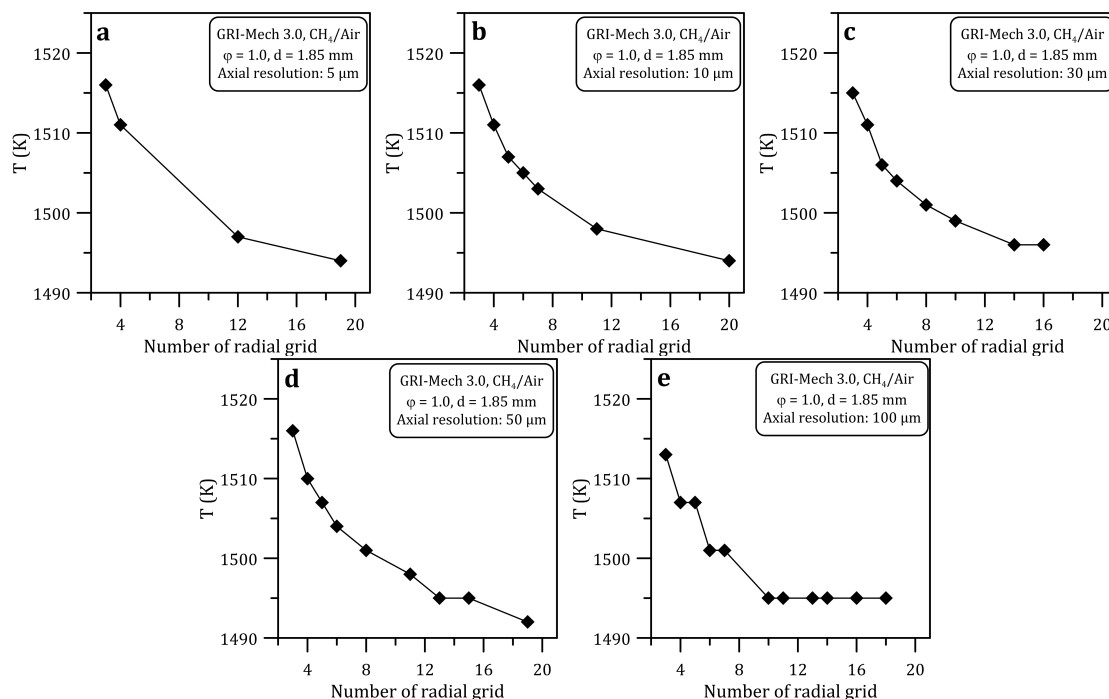 a
GRI-Mech 3.0, CH₄/Air
φ = 1.0, d = 1.85 mm
Axial resolution: 5 μm
1520
1510
1500
1490
T (K)
4 8 12 16 20
Number of radial grid
b
GRI-Mech 3.0, CH₄/Air
φ = 1.0, d = 1.85 mm
Axial resolution: 10 μm
1520
1510
1500
1490
T (K)
4 8 12 16 20
Number of radial grid
c
GRI-Mech 3.0, CH₄/Air
φ = 1.0, d = 1.85 mm
Axial resolution: 30 μm
1520
1510
1500
1490
T (K)
4 8 12 16 20
Number of radial grid
d
GRI-Mech 3.0, CH₄/Air
φ = 1.0, d = 1.85 mm
Axial resolution: 50 μm
1520
1510
1500
1490
T (K)
4 8 12 16 20
Number of radial grid
e
GRI-Mech 3.0, CH₄/Air
φ = 1.0, d = 1.85 mm
Axial resolution: 100 μm
1520
1510
1500
1490
T (K)
4 8 12 16 20
Number of radial grid